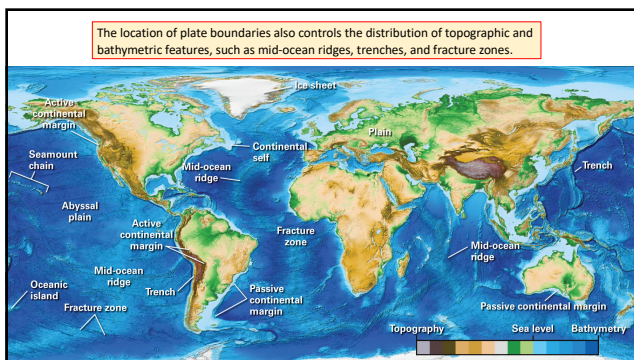 The location of plate boundaries also controls the distribution of topographic and
bathymetric features, such as mid-ocean ridges, trenches, and fracture zones.
Ice sheet
Active
continental
margin
Plain
Continental
self
Seamount
chain
Mid-ocean
ridge
Trench
Abyssal
plain
Active
continental
margin
Fracture
zone
Mid-ocean
ridge
Mid-ocean
ridge
Oceanic
island
Trench
Passive
continental
margin
Passive continental margin
Fracture zone
Topography
Sea level
Bathymetry